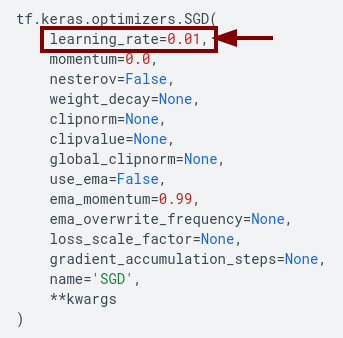 tf.keras.optimizers.SGD(
learning_rate=0.01,
momentum=0.0,
nesterov=False,
weight_decay=None,
clipnorm=None,
clipvalue=None,
global_clipnorm=None,
use_ema=False,
ema_momentum=0.99,
ema_overwrite_frequency=None,
loss_scale_factor=None,
gradient_accumulation_steps=None,
name='SGD',
**kwargs
)